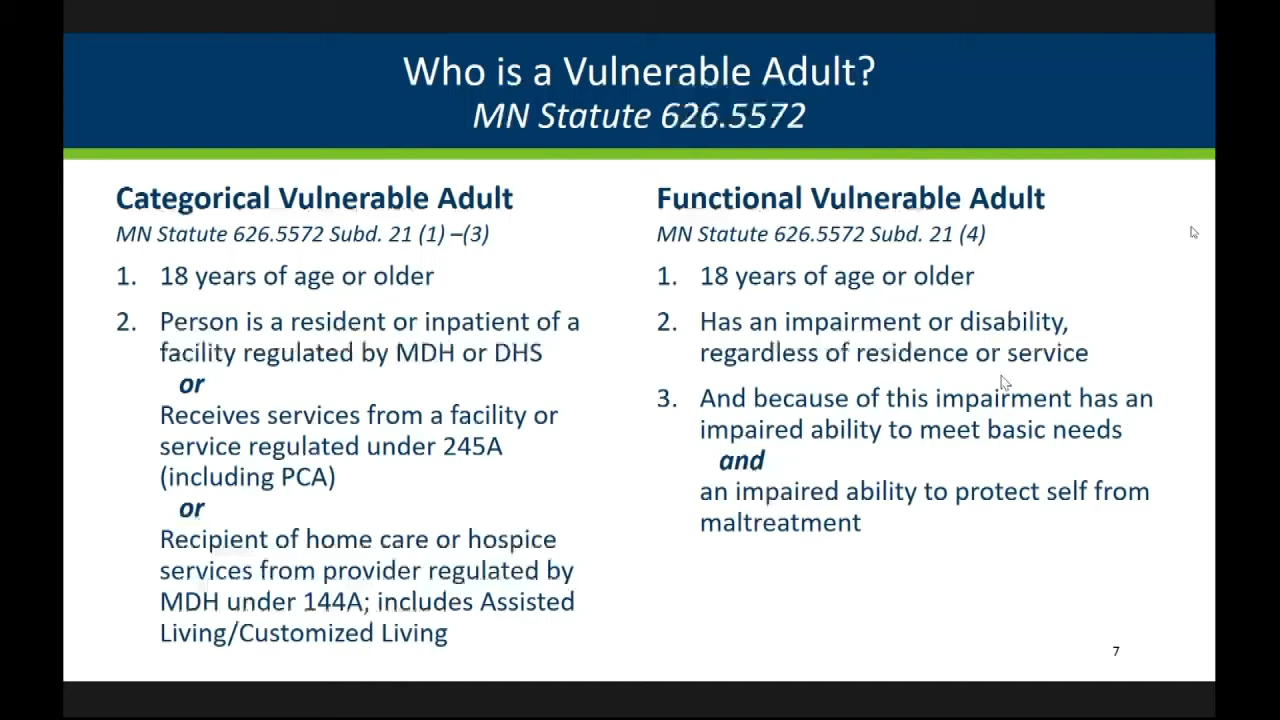 Who is a Vulnerable Adult?
MN Statute 626.5572
Categorical Vulnerable Adult
MN Statute 626.5572 Subd. 21 (1) –(3)
1. 18 years of age or older
2. Person is a resident or inpatient of a
facility regulated by MDH or DHS
or
Receives services from a facility or
service regulated under 245A
(including PCA)
or
Recipient of home care or hospice
services from provider regulated by
MDH under 144A; includes Assisted
Living/Customized Living
Functional Vulnerable Adult
MN Statute 626.5572 Subd. 21 (4)
1. 18 years of age or older
2. Has an impairment or disability,
regardless of residence or service
3. And because of this impairment has an
impaired ability to meet basic needs
and
an impaired ability to protect self from
maltreatment
7